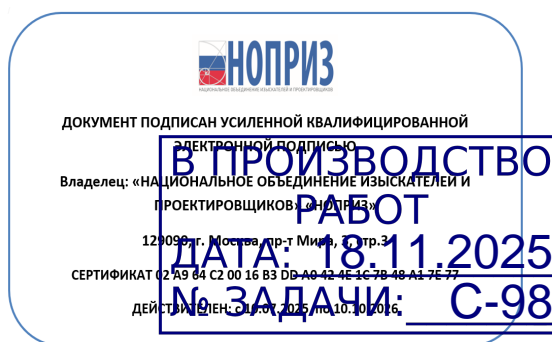 НОПРИЗ
НАЦИОНАЛЬНОЕ ОБЪЕДИНЕНИЕ ИЗЫСКАТЕЛЕЙ И ПРОЕКТИРОВЩИКОВ
ДОКУМЕНТ ПОДПИСАН УСИЛЕННОЙ КВАЛИФИЦИРОВАННОЙ
ЭЛЕКТРОННОЙ ПОДПИСЬЮ
В ПРОИЗВОДСТВО
Владелец: «НАЦИОНАЛЬНОЕ ОБЪЕДИНЕНИЕ ИЗЫСКАТЕЛЕЙ И
ПРОЕКТИРОВЩИКОВ» «НОПРИЗ»
РАБОТ
129090, г. Москва, пр-т Мира, 3, стр.3
ДАТА: 18.11.2025
СЕРТИФИКАТ 02 A9 64 C2 00 16 B3 DD A0 42 4E 1C 7B 48 A1 7E 77
№ ЗАДАЧИ: С-98
ДЕЙСТВИТЕЛЕН: с 10.07.2025 по 10.10.2026